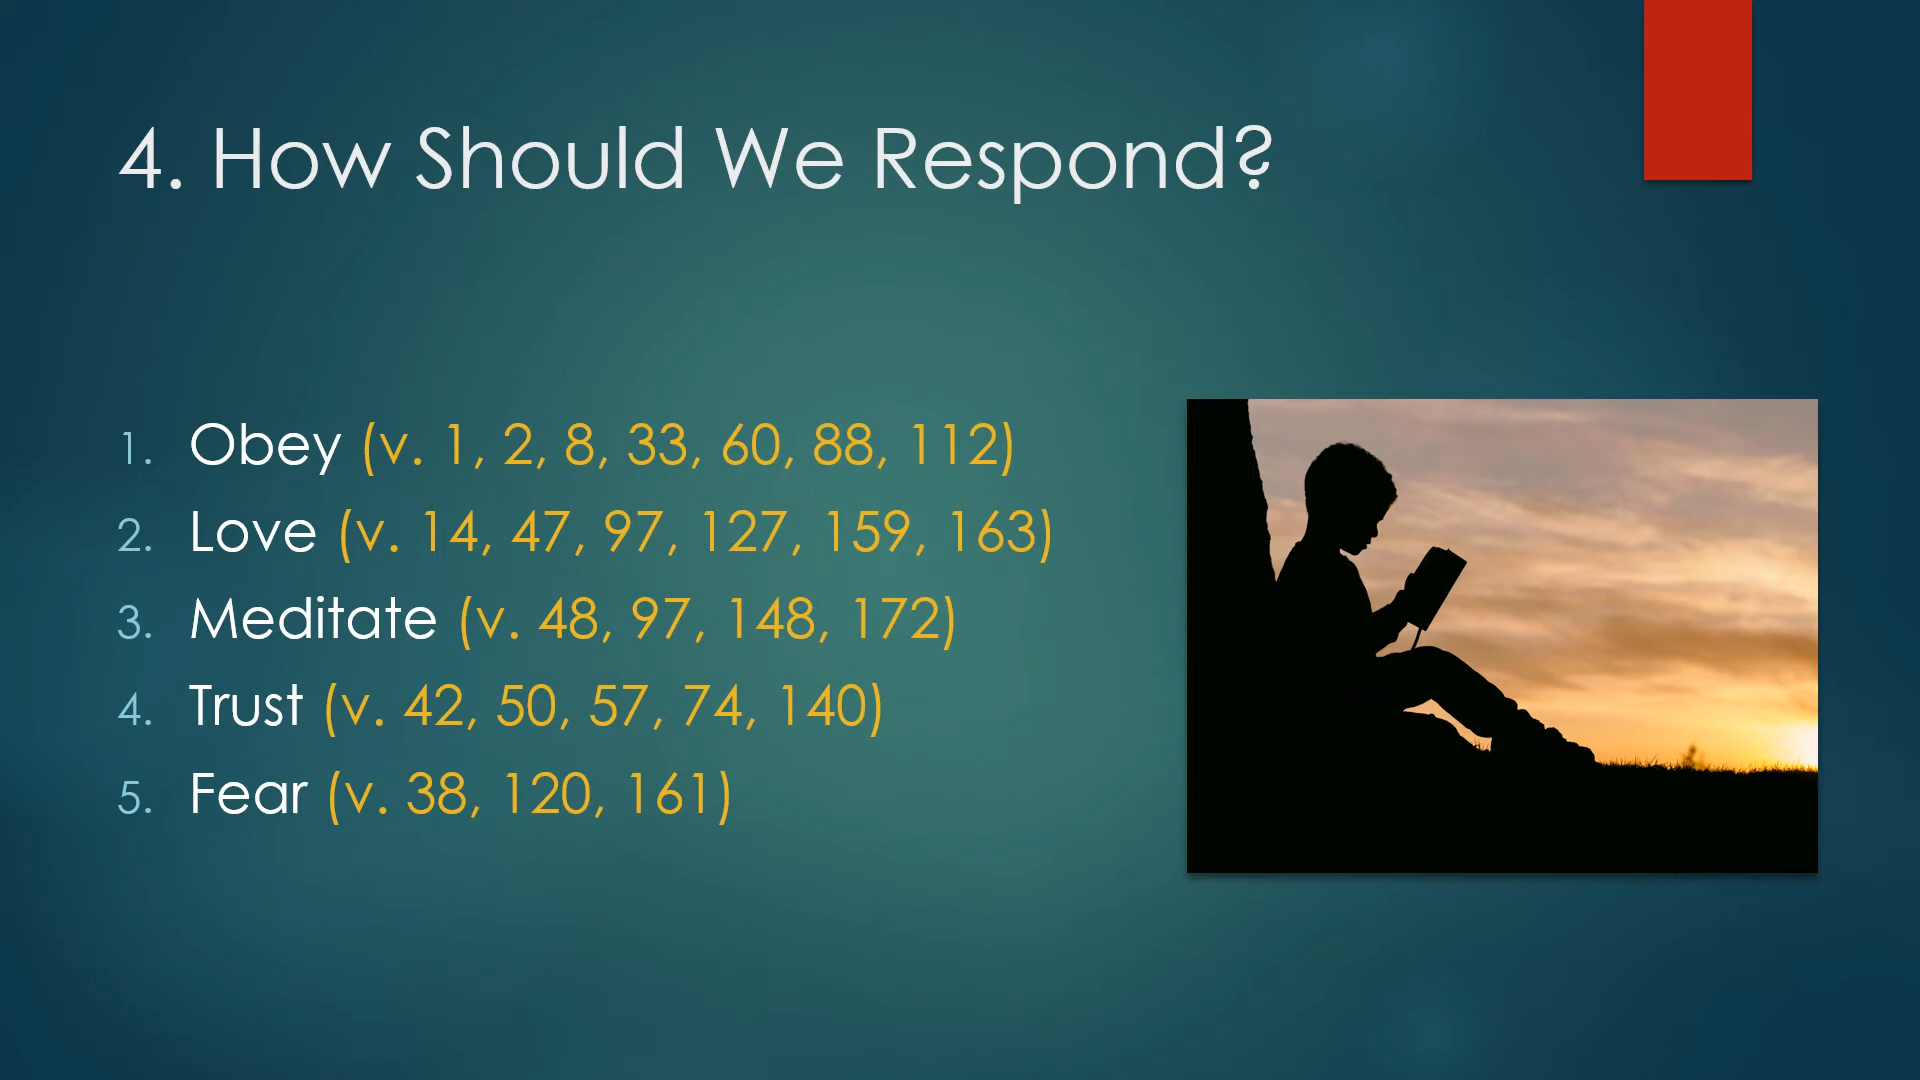 4. How Should We Respond?
1. Obey (v. 1, 2, 8, 33, 60, 88, 112)
2. Love (v. 14, 47, 97, 127, 159, 163)
3. Meditate (v. 48, 97, 148, 172)
4. Trust (v. 42, 50, 57, 74, 140)
5. Fear (v. 38, 120, 161)